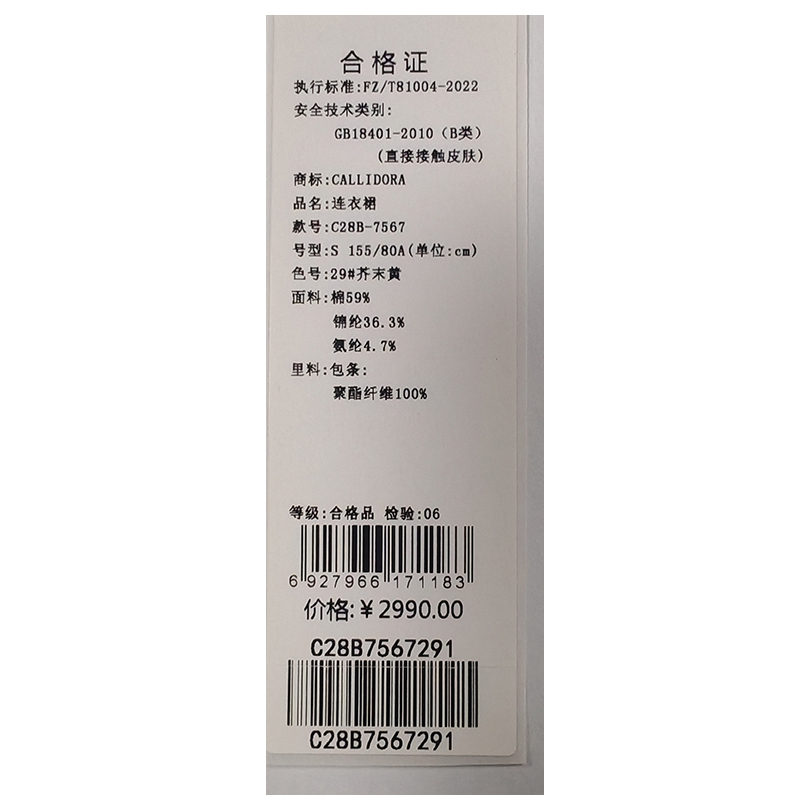 合格证
执行标准:FZ/T81004-2022
安全技术类别:
GB18401-2010（B类）
(直接接触皮肤)
商标:CALLIDORA
品名:连衣裙
款号:C28B-7567
号型:S 155/80A(单位:cm)
色号:29#芥末黄
面料:棉59%
锦纶36.3%
氨纶4.7%
里料:包条:
聚酯纤维100%
等级:合格品 检验:06
6 927966 171183
价格:¥2990.00
C28B7567291
C28B7567291